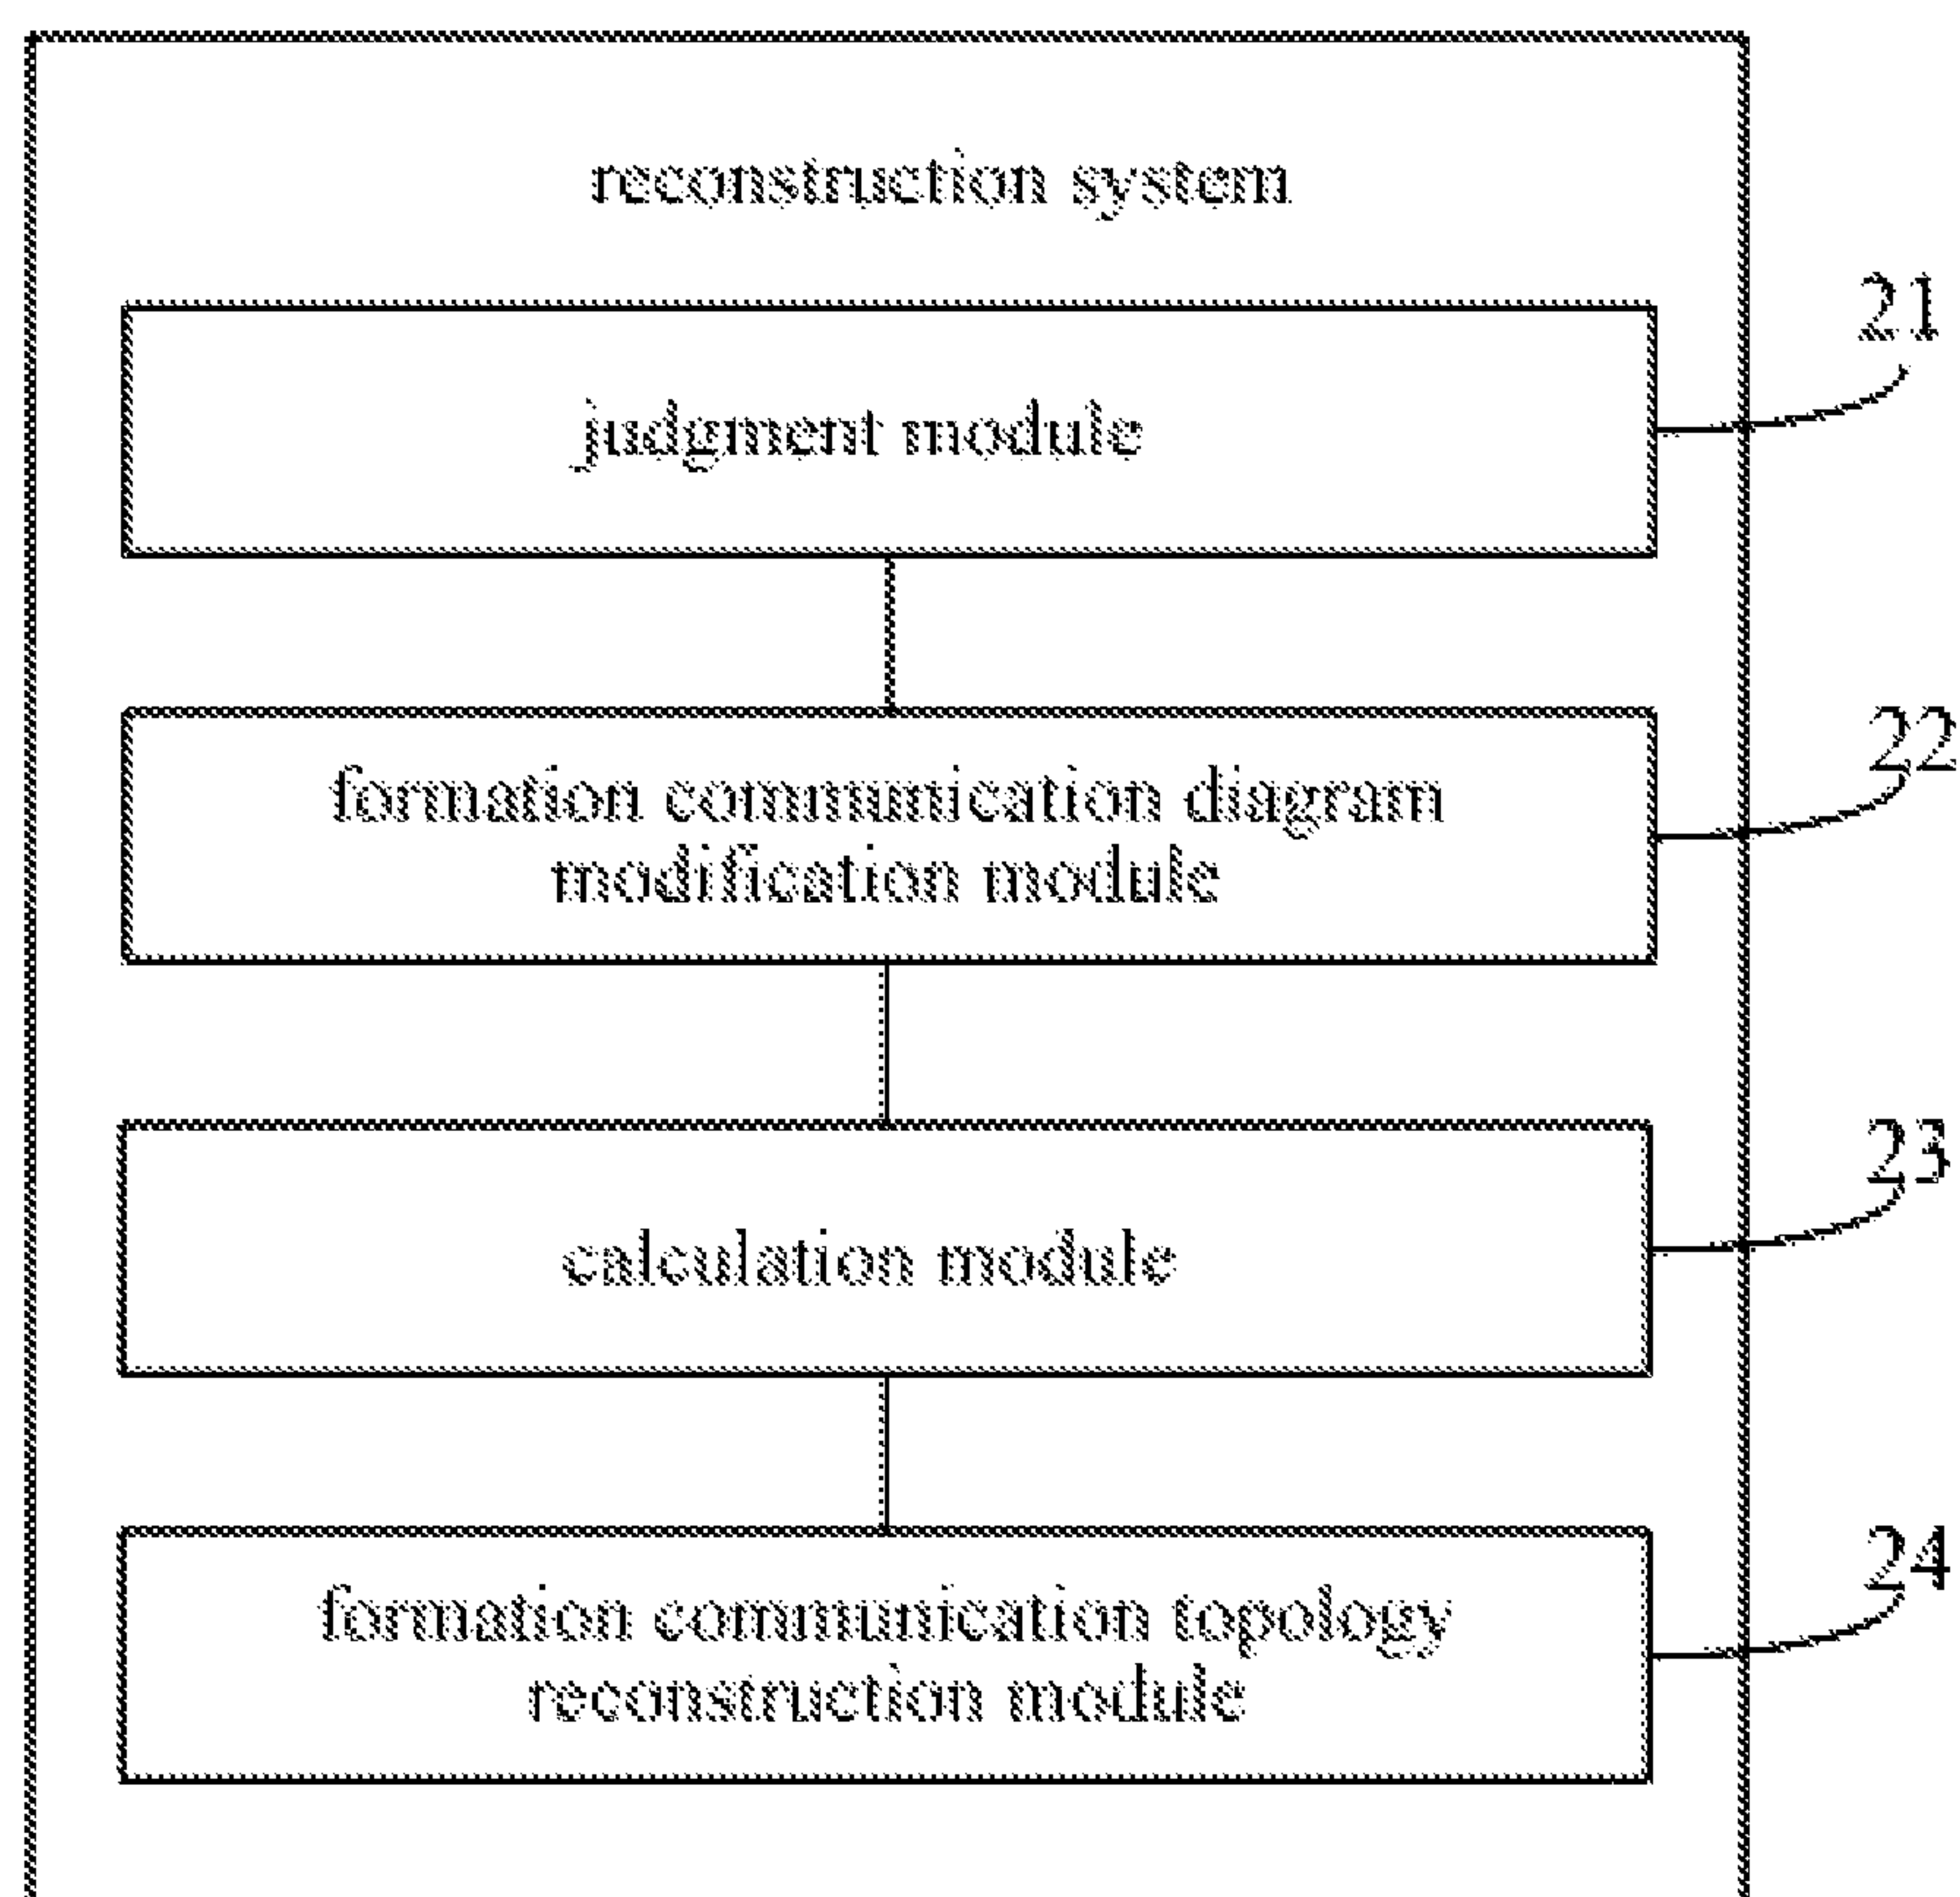 reconstruction system
21
judgment module
22
formation communication diagram
modification module
23
calculation module
24
formation communication topology
reconstruction module